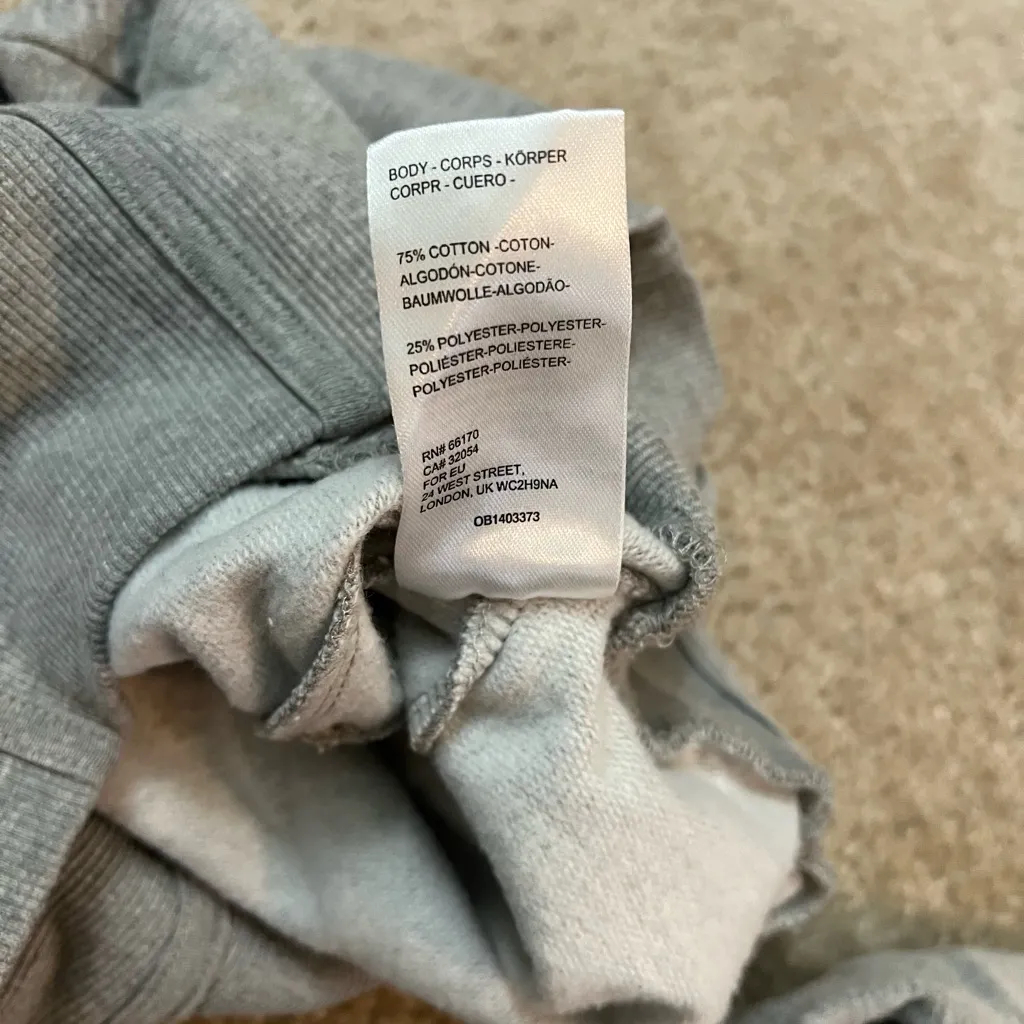 BODY - CORPS - KÖRPER
CORPR - CUERO -
75% COTTON -COTON-
ALGODÓN-COTONE-
BAUMWOLLE-ALGODÃO-
25% POLYESTER-POLYESTER-
POLIÉSTER-POLIESTERE-
POLYESTER-POLIÉSTER-
RN# 66170
CA# 32054
FOR EU
24 WEST STREET,
LONDON, UK WC2H9NA
OB1403373